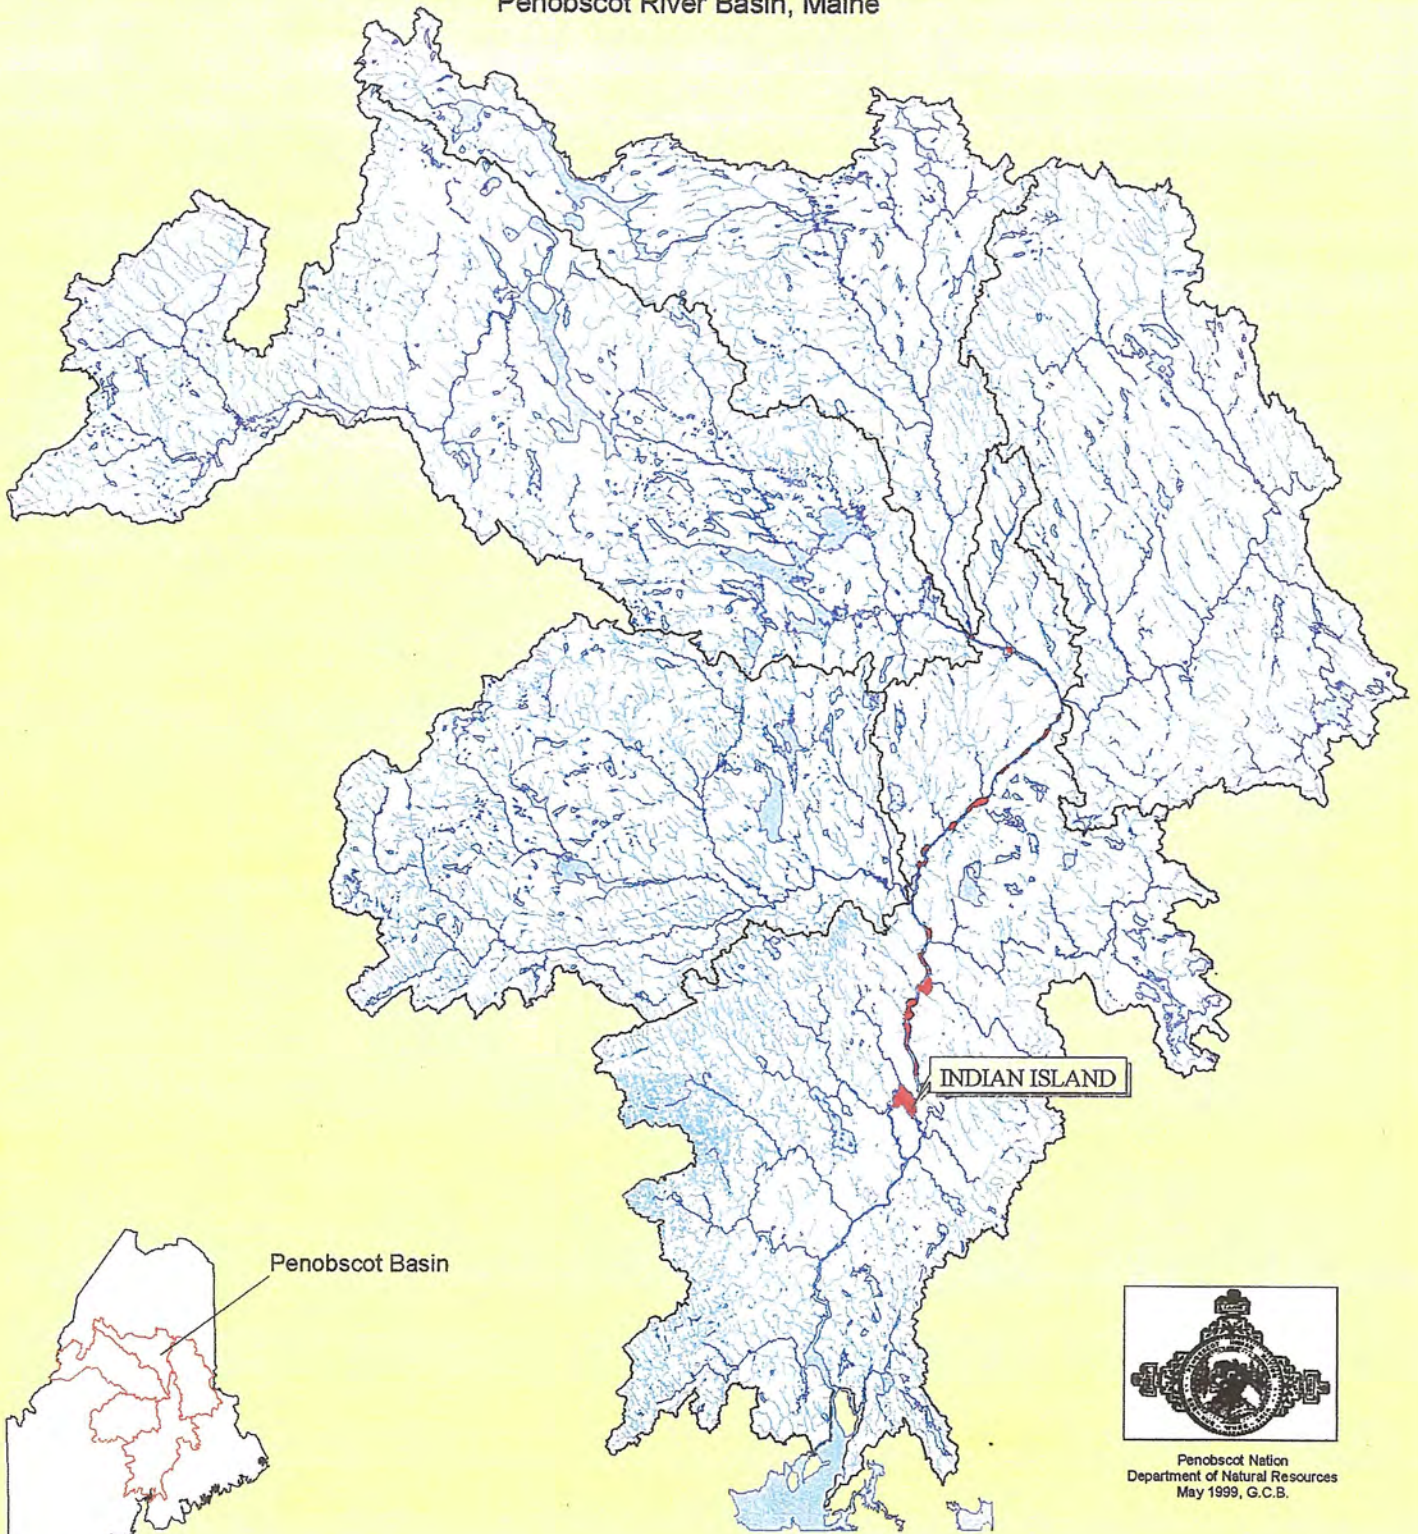 Penobscot River Basin, Maine
INDIAN ISLAND
Penobscot Basin
Penobscot Nation
Department of Natural Resources
May 1999, G.C.B.